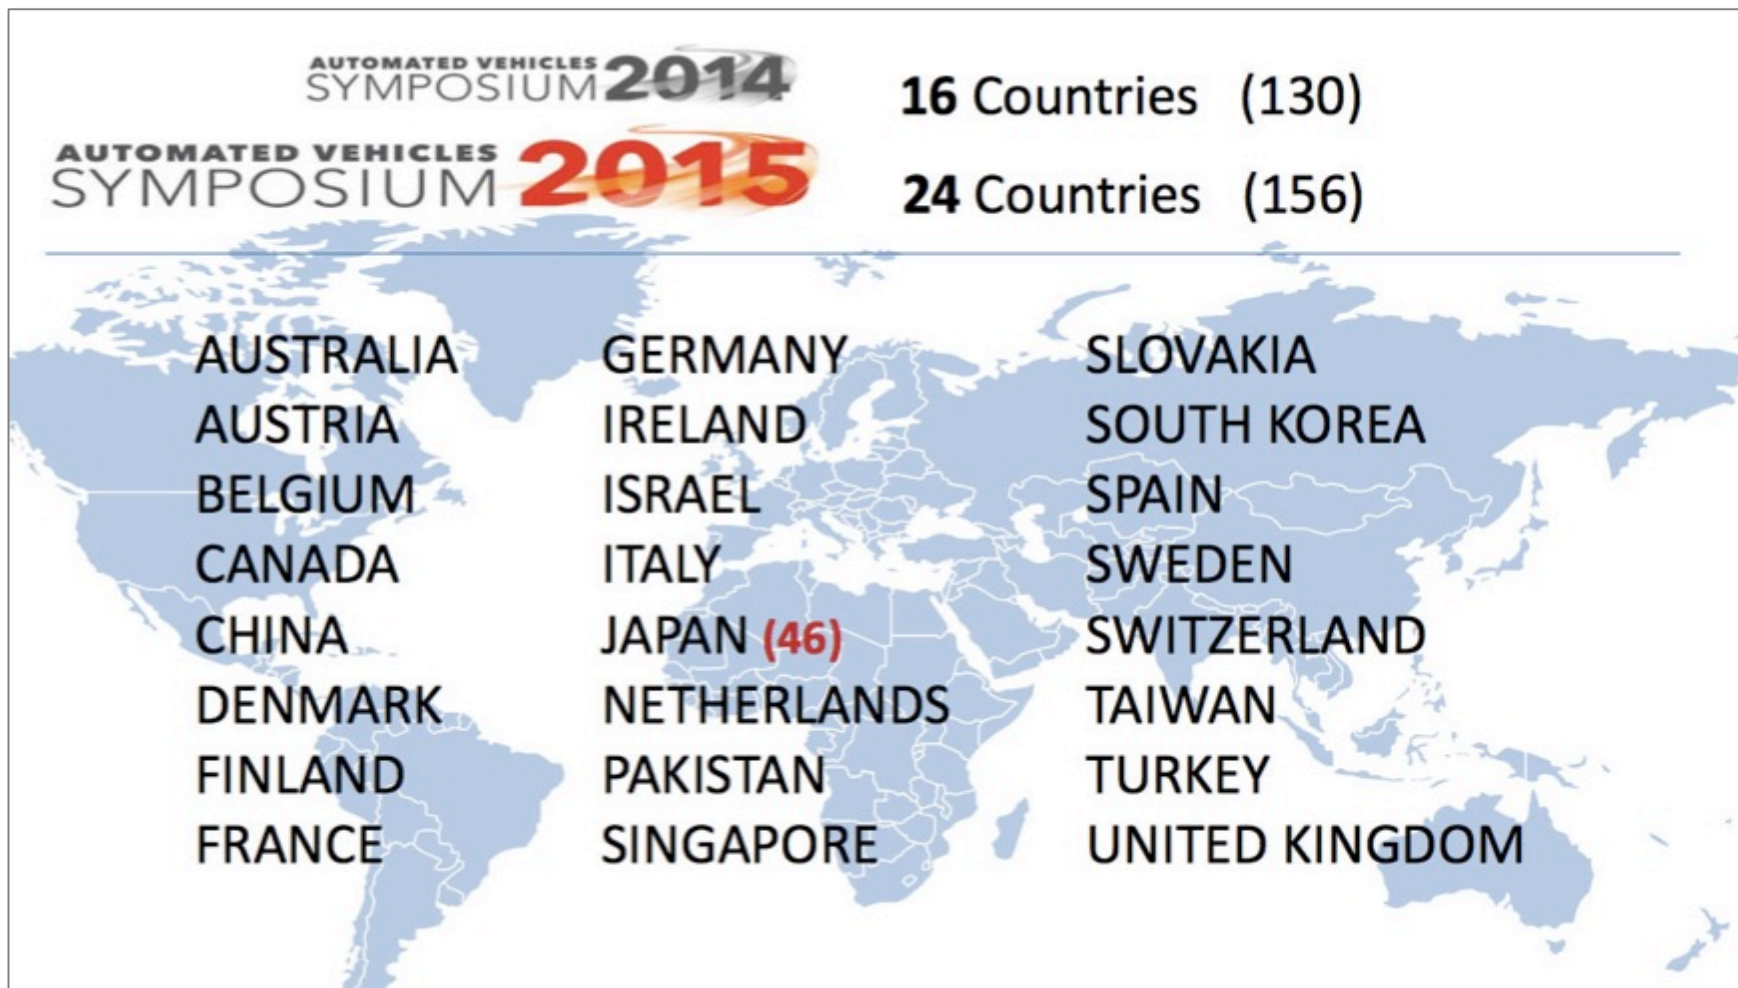 AUTOMATED VEHICLES
SYMPOSIUM 2014
16 Countries (130)
AUTOMATED VEHICLES
SYMPOSIUM 2015
24 Countries (156)
AUSTRALIA
AUSTRIA
BELGIUM
CANADA
CHINA
DENMARK
FINLAND
FRANCE
GERMANY
IRELAND
ISRAEL
ITALY
JAPAN (46)
NETHERLANDS
PAKISTAN
SINGAPORE
SLOVAKIA
SOUTH KOREA
SPAIN
SWEDEN
SWITZERLAND
TAIWAN
TURKEY
UNITED KINGDOM